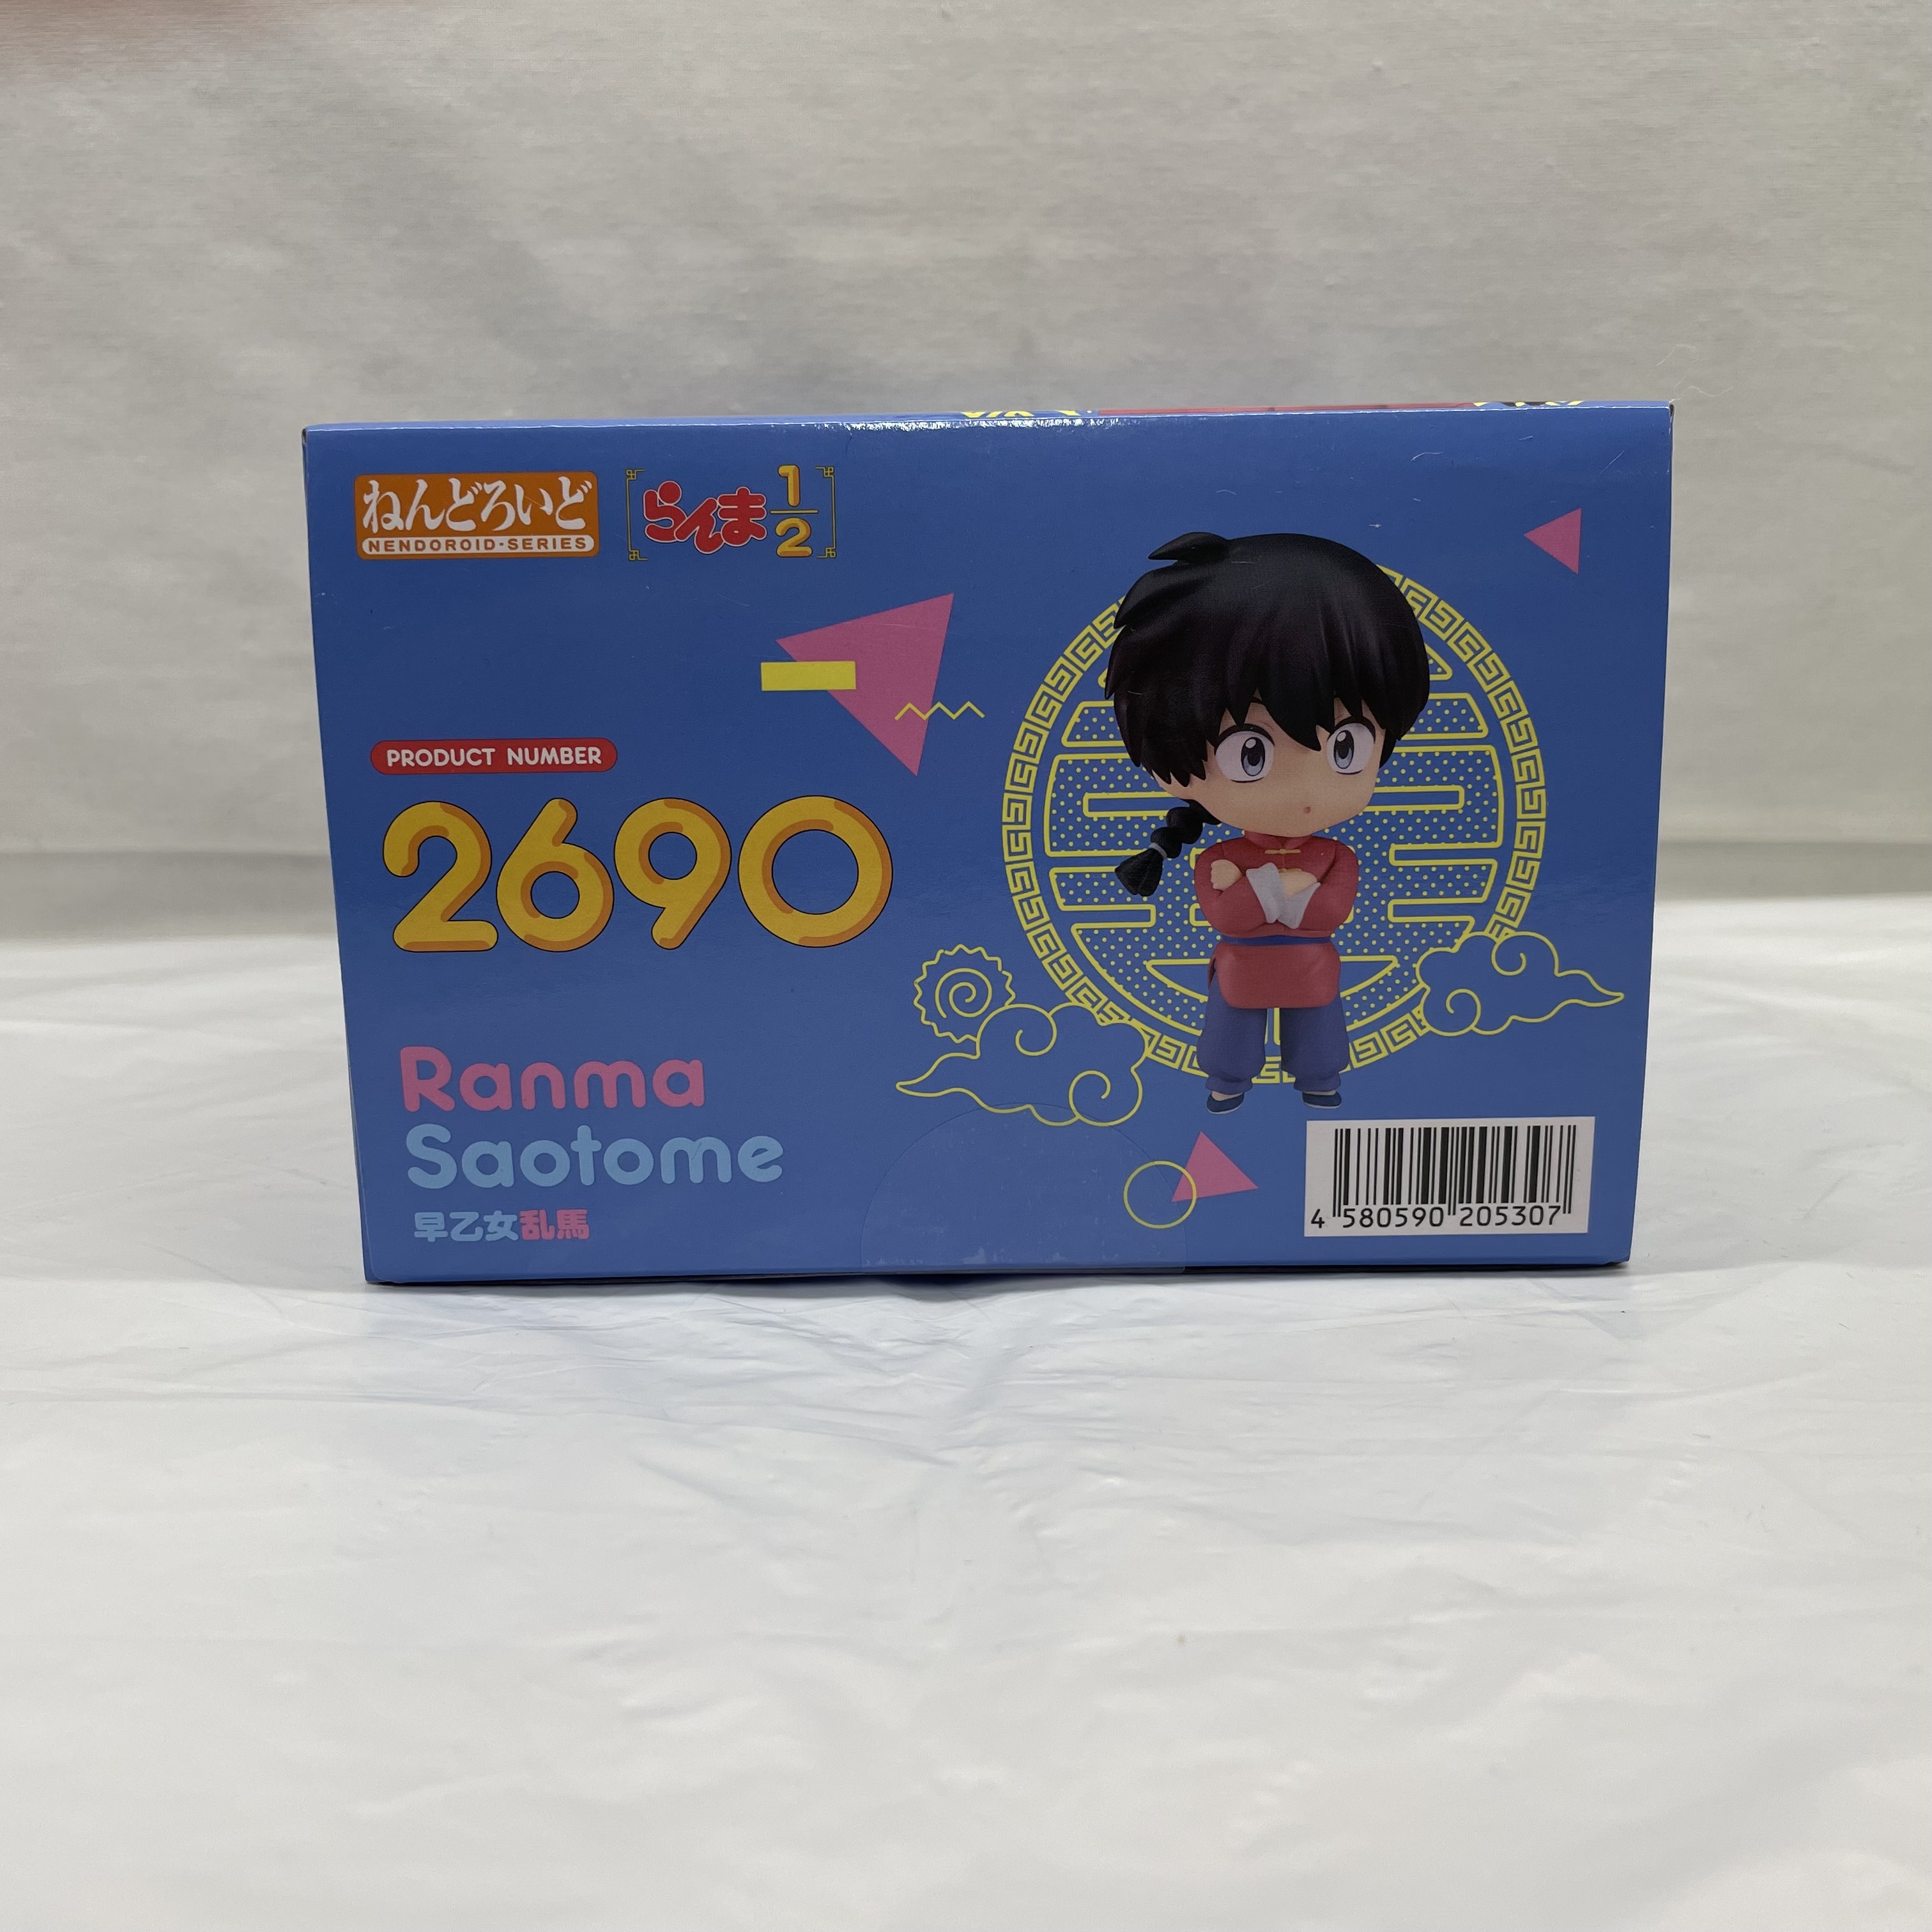 ねんどろいど
NENDOROID·SERIES
らんま1/2
PRODUCT NUMBER
2690
Ranma
Saotome
早乙女乱馬
4 580590 205307